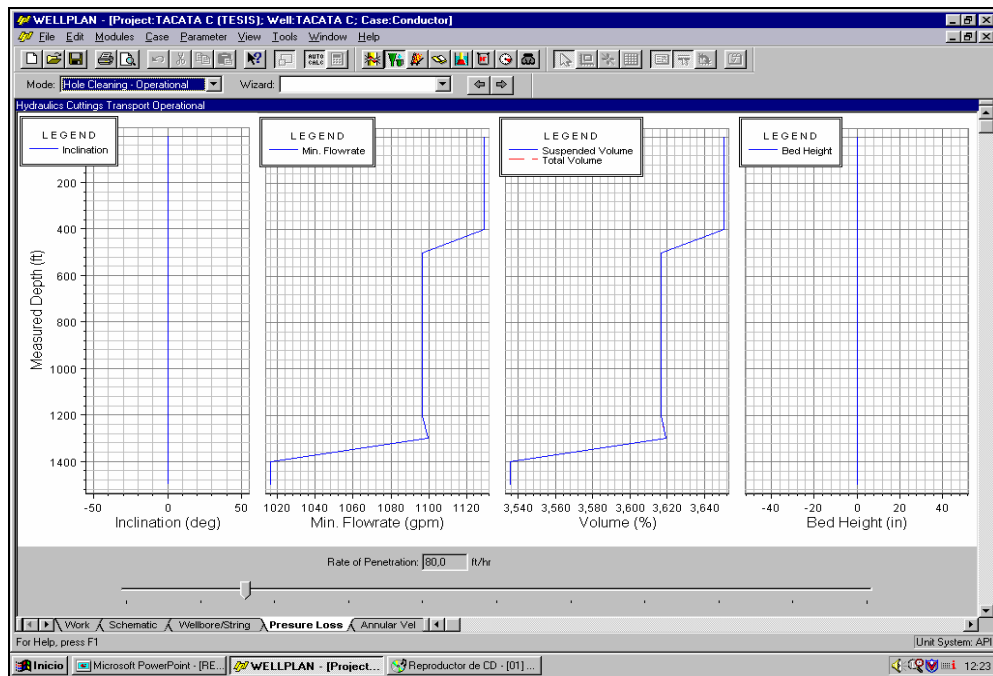 WELLPLAN - [Project:TACATA C (TESIS); Well:TACATA C; Case:Conductor]
File Edit Modules Case Parameter View Tools Window Help
AUTO CALC
Mode: Hole Cleaning - Operational Wizard:
Hydraulics Cuttings Transport Operational
LEGEND
Inclination
LEGEND
Min. Flowrate
LEGEND
Suspended Volume
Total Volume
LEGEND
Bed Height
Measured Depth (ft)
200
400
600
800
1000
1200
1400
-50 0 50
Inclination (deg)
1020 1040 1060 1080 1100 1120
Min. Flowrate (gpm)
3,540 3,560 3,580 3,600 3,620 3,640
Volume (%)
-40 -20 0 20 40
Bed Height (in)
Rate of Penetration: 80,0 ft/hr
Work Schematic Wellbore/String Presure Loss Annular Vel
For Help, press F1
Unit System: API
Inicio Microsoft PowerPoint - [RE... WELLPLAN - [Project... Reproductor de CD - [01] ... 12:23